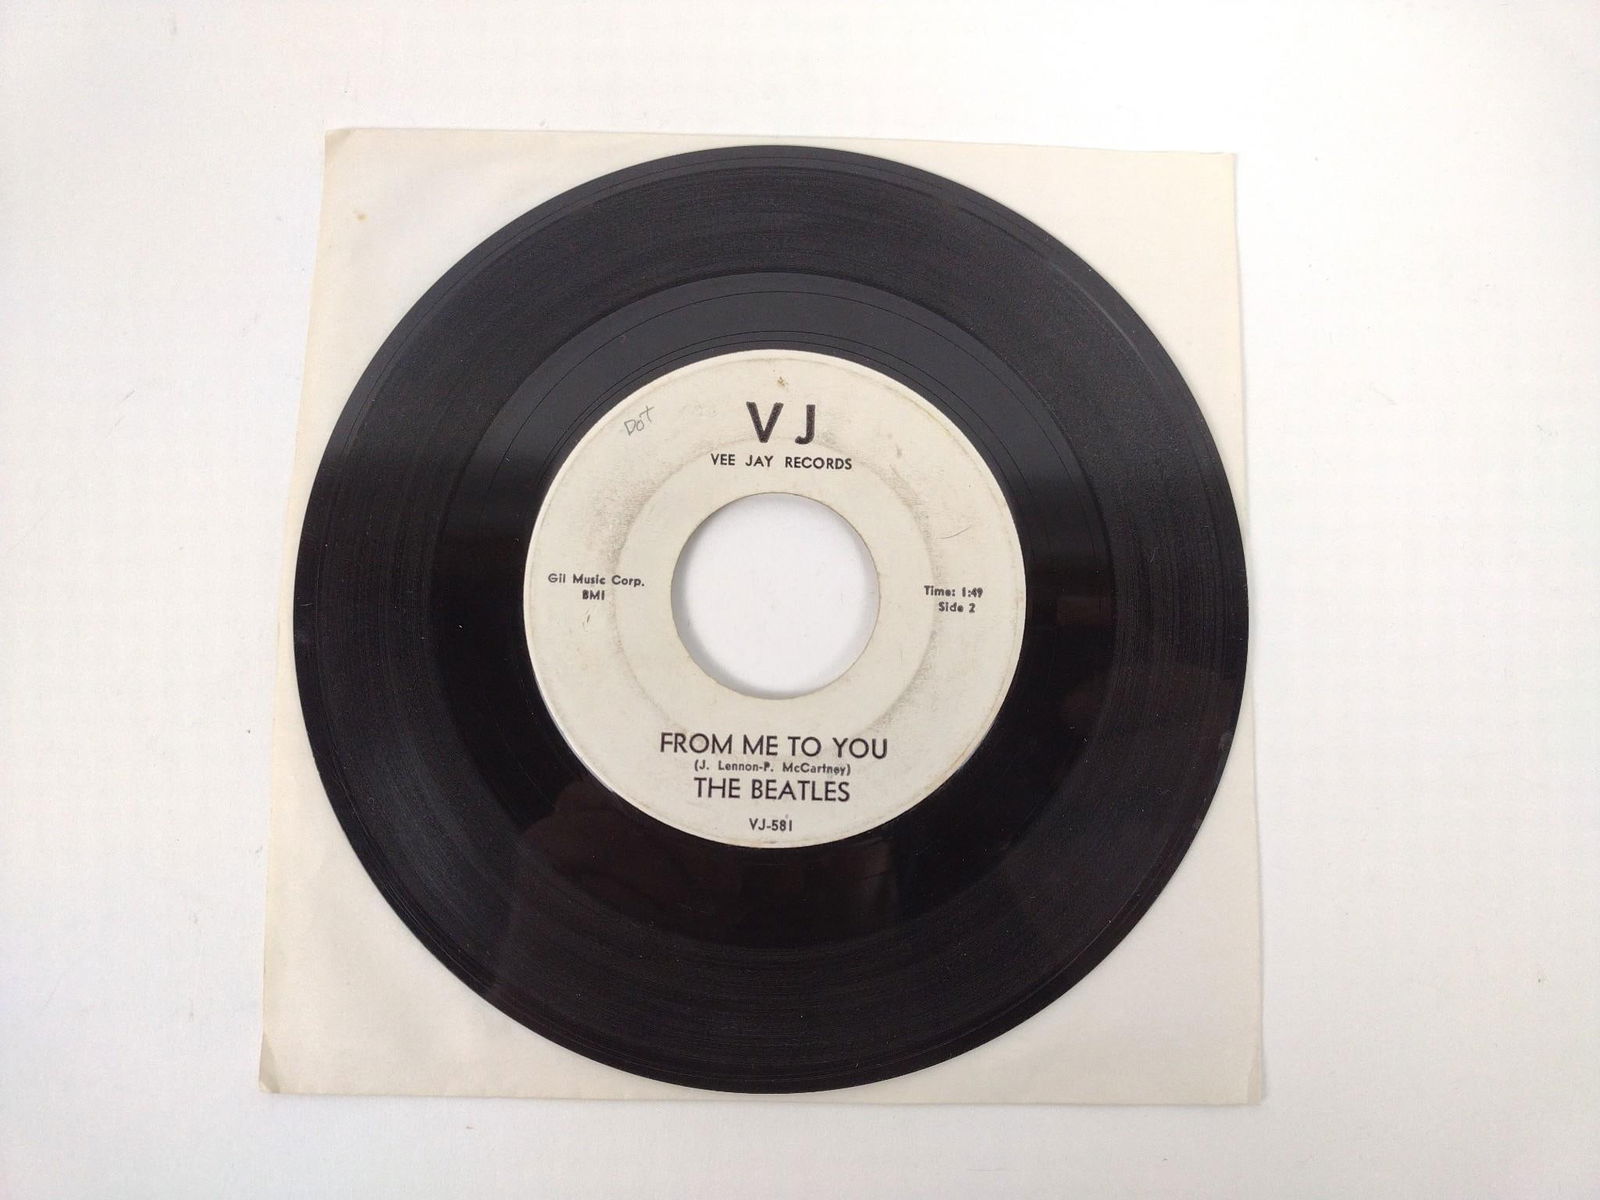 Dot
VJ
VEE JAY RECORDS
Gil Music Corp.
BMI
Time: 1:49
Side 2
FROM ME TO YOU
(J. Lennon-P. McCartney)
THE BEATLES
VJ-581